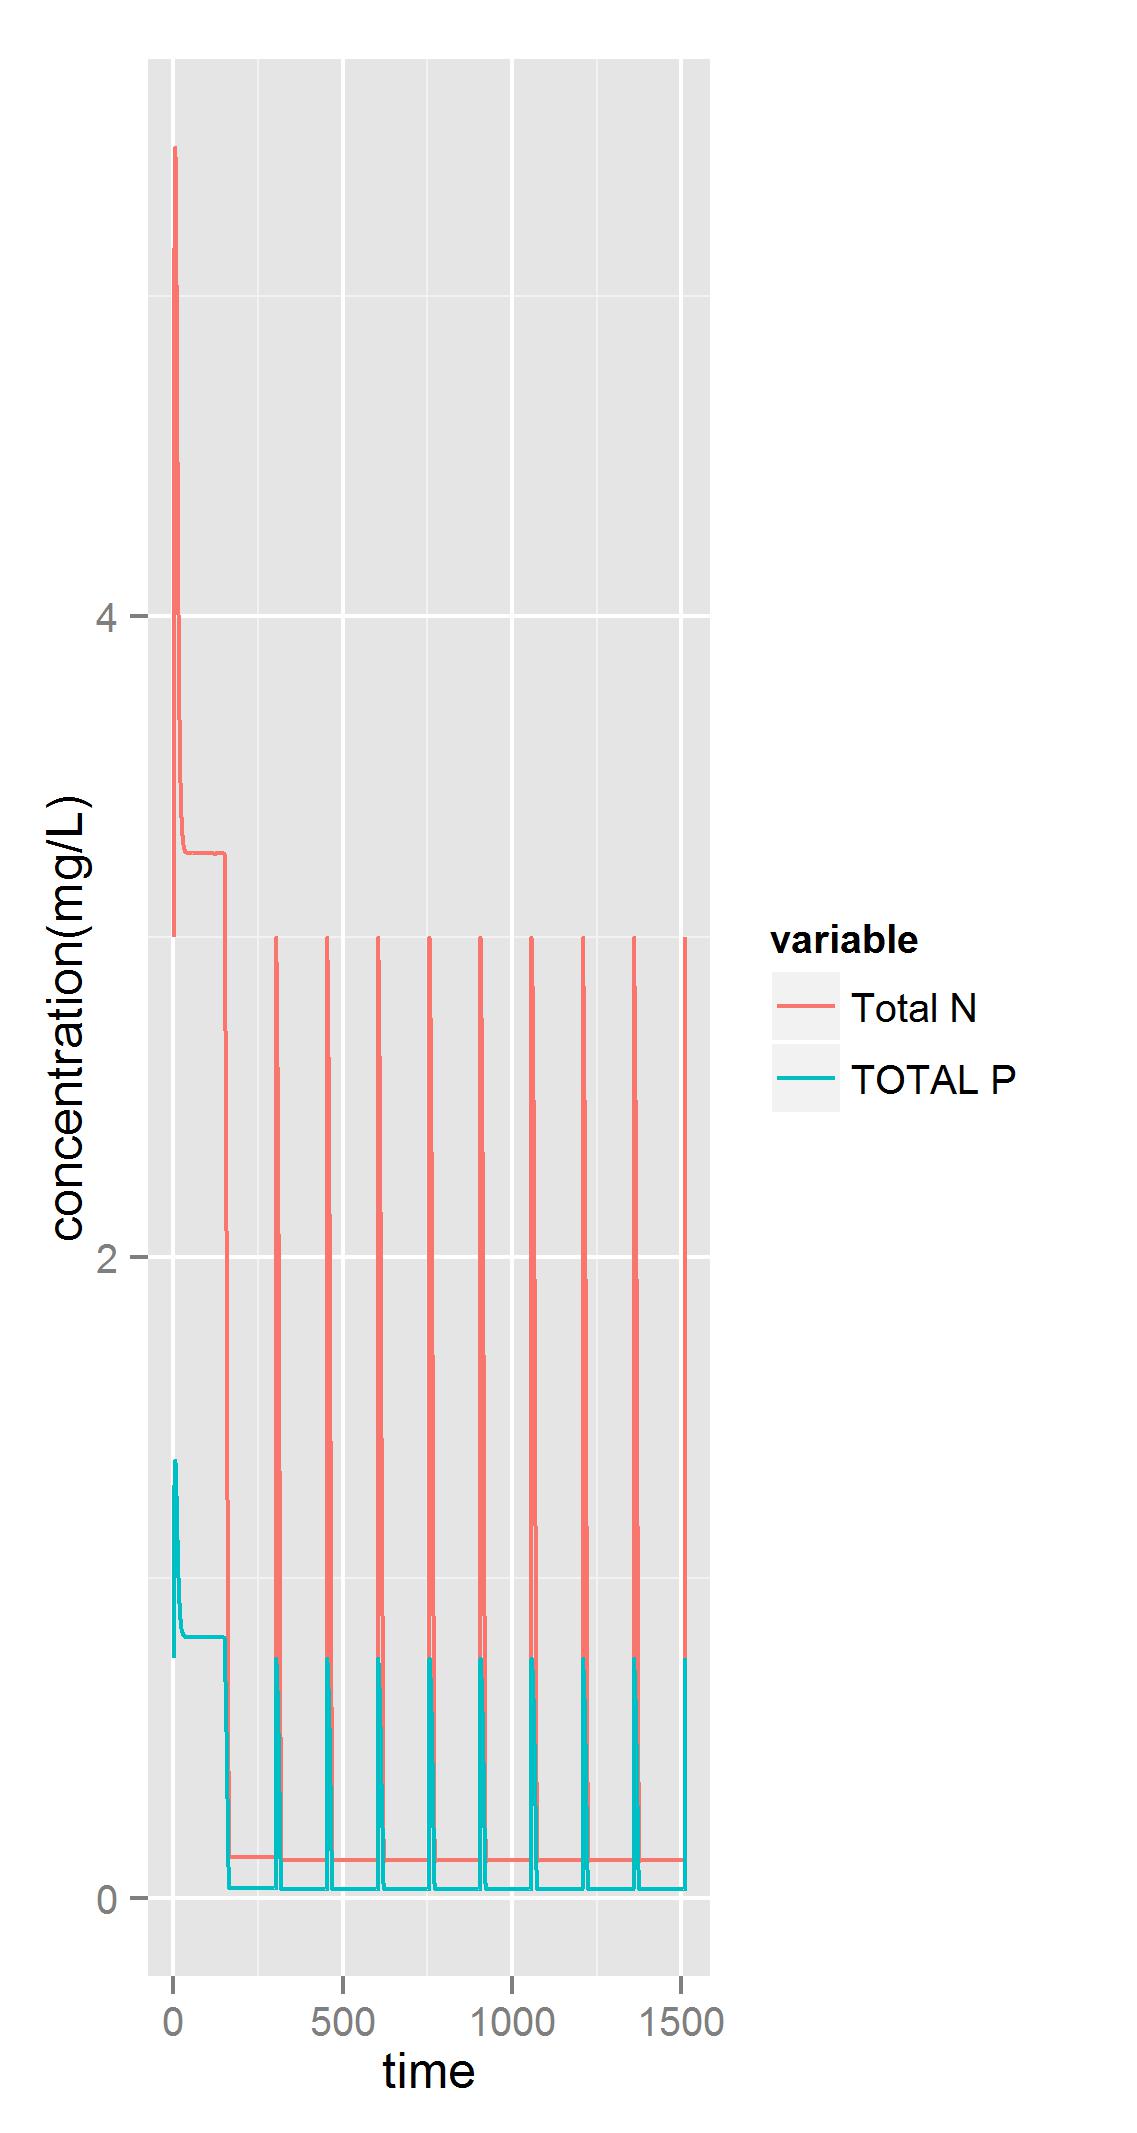 concentration(mg/L)
4
2
0
0 500 1000 1500
time
variable
Total N
TOTAL P